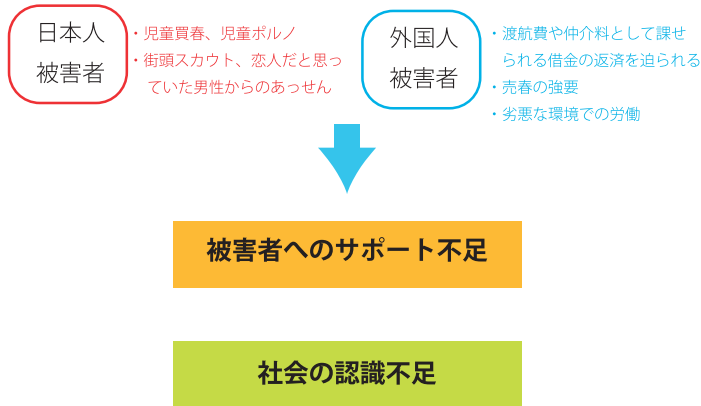 日本人
被害者
・児童買春、児童ポルノ
・街頭スカウト、恋人だと思っ
ていた男性からのあっせん
外国人
被害者
・渡航費や仲介料として課せ
られる借金の返済を迫られる
・売春の強要
・劣悪な環境での労働
被害者へのサポート不足
社会の認識不足